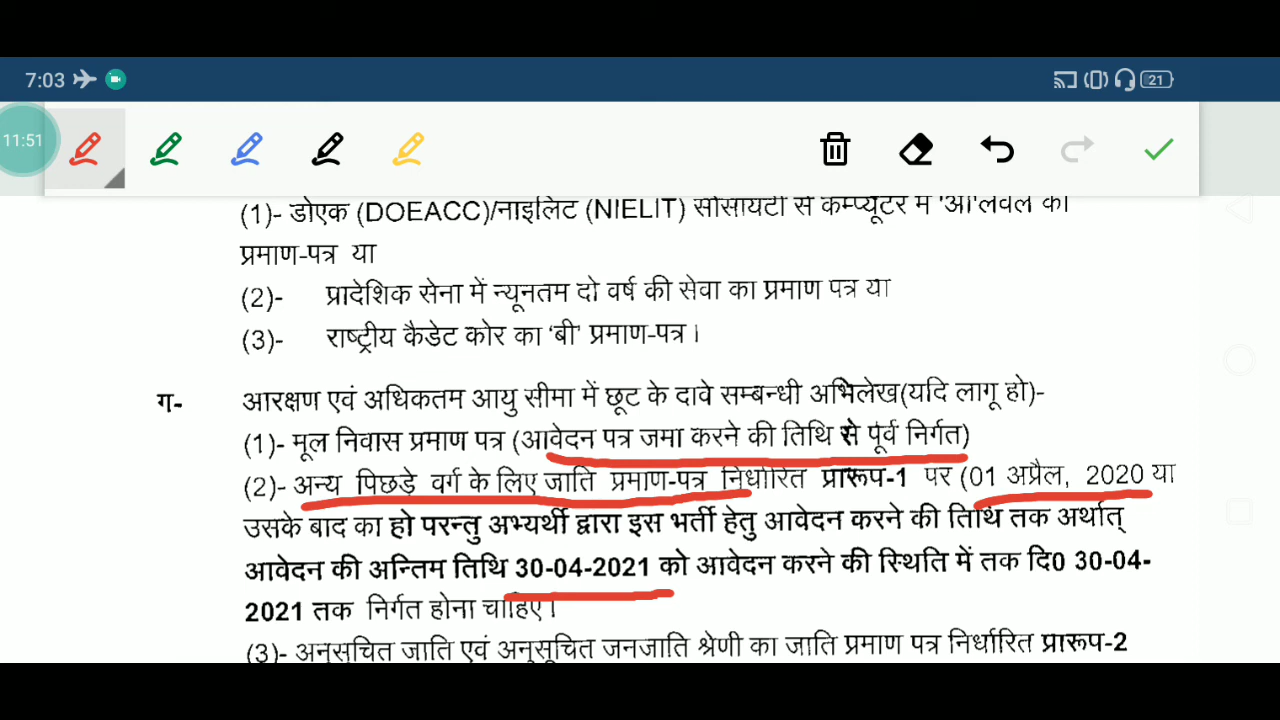 7:03
21
11:51
(1)- डोएक (DOEACC)/नाइलिट (NIELIT) सोसायटी से कम्प्यूटर में 'ओ'लेवल का
प्रमाण-पत्र या
(2)- प्रादेशिक सेना में न्यूनतम दो वर्ष की सेवा का प्रमाण पत्र या
(3)- राष्ट्रीय कैडेट कोर का 'बी' प्रमाण-पत्र।
ग- आरक्षण एवं अधिकतम आयु सीमा में छूट के दावे सम्बन्धी अभिलेख(यदि लागू हो)-
(1)- मूल निवास प्रमाण पत्र (आवेदन पत्र जमा करने की तिथि से पूर्व निर्गत)
(2)- अन्य पिछड़े वर्ग के लिए जाति प्रमाण-पत्र निर्धारित प्रारूप-1 पर (01 अप्रैल, 2020 या
उसके बाद का हो परन्तु अभ्यर्थी द्वारा इस भर्ती हेतु आवेदन करने की तिथि तक अर्थात्
आवेदन की अन्तिम तिथि 30-04-2021 को आवेदन करने की स्थिति में तक दि0 30-04-
2021 तक निर्गत होना चाहिए।
(3)- अनुसूचित जाति एवं अनुसूचित जनजाति श्रेणी का जाति प्रमाण पत्र निर्धारित प्रारूप-2